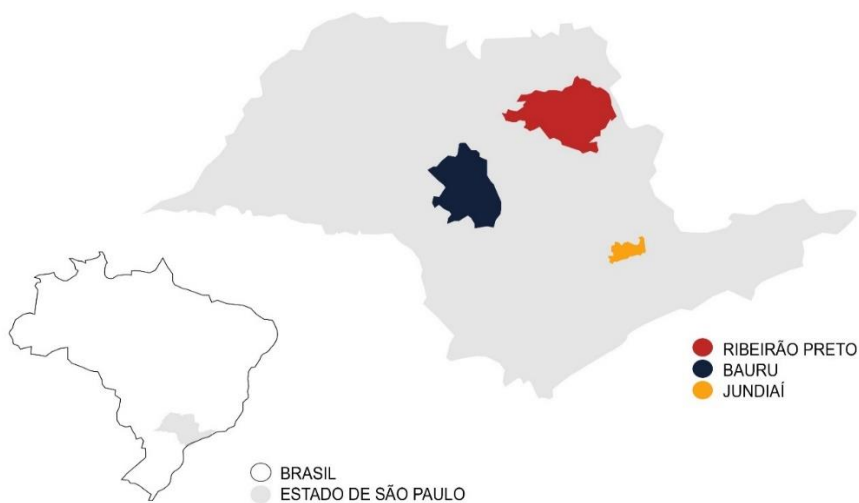 RIBEIRÃO PRETO
BAURU
JUNDIAÍ
BRASIL
ESTADO DE SÃO PAULO